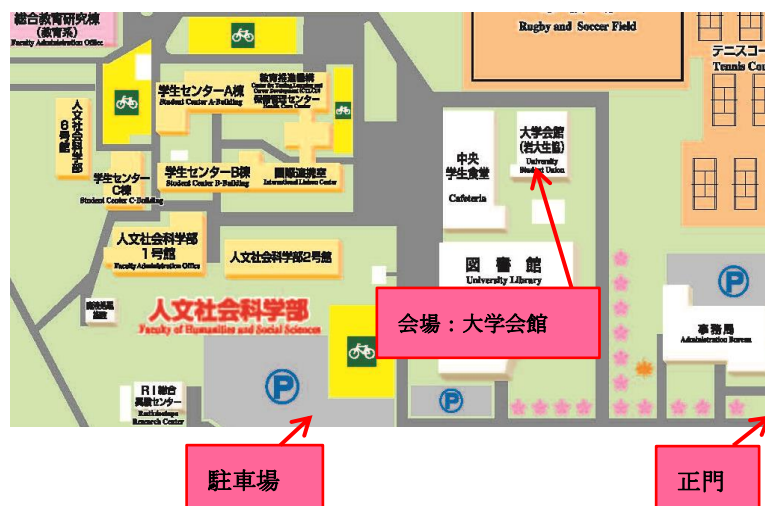 総合教育研究棟
(教育系)
Faculty Administration Office
Rugby and Soccer Field
テニスコー
Tennis Cou
学生センターA棟
Student Center A-Building
教育推進機構
保健管理センター
Health Care Center
人文社会科学部
6号館
学生センター
C棟
Student Center C-Building
学生センターB棟
Student Center B-Building
国際連携室
International Liaison Center
中央
学生食堂
Cafeteria
大学会館
(岩大生協)
University
Student Union
人文社会科学部
1号館
Faculty Administration Office
人文社会科学部2号館
図書館
University Library
人文社会科学部
Faculty of Humanities and Social Sciences
会場：大学会館
P
事務局
Administration Bureau
RI総合
実験センター
Radioisotope
Research Center
P
P
駐車場
正門